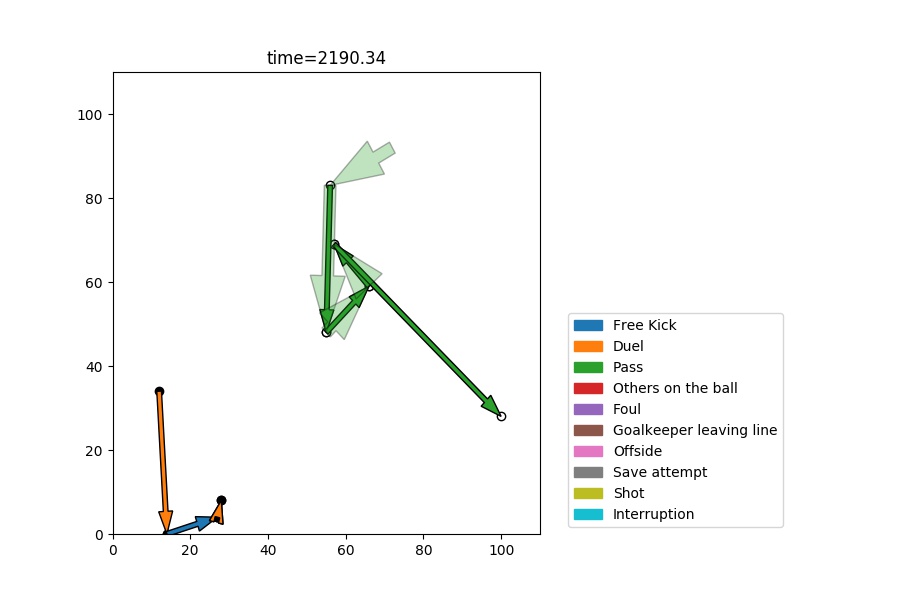 time=2190.34
100
80
60
40
20
0
0 20 40 60 80 100
Free Kick
Duel
Pass
Others on the ball
Foul
Goalkeeper leaving line
Offside
Save attempt
Shot
Interruption